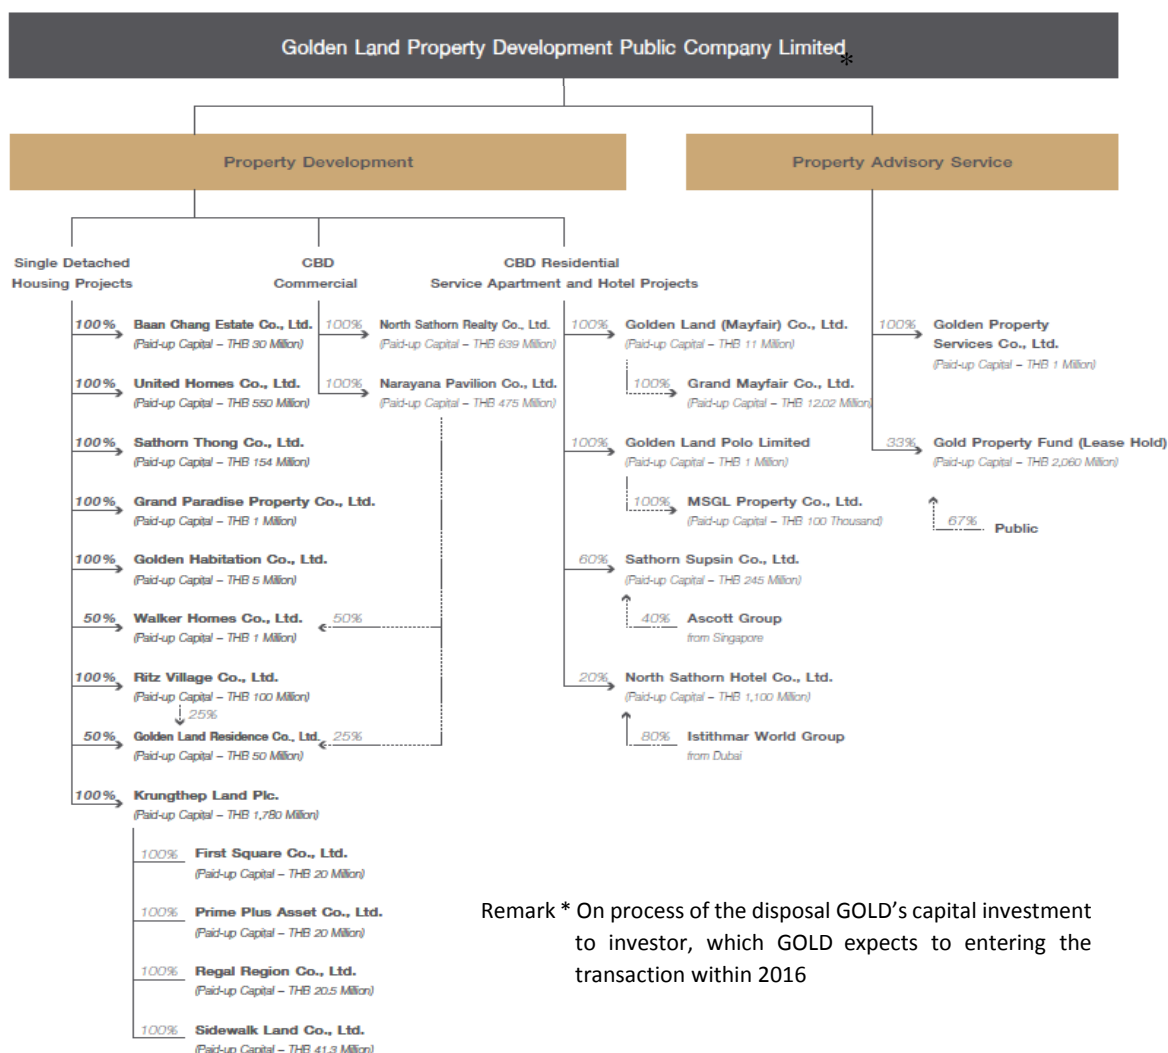 Golden Land Property Development Public Company Limited*
Property Development
Property Advisory Service
Single Detached
Housing Projects
CBD
Commercial
CBD Residential
Service Apartment and Hotel Projects
100% Baan Chang Estate Co., Ltd.
(Paid-up Capital – THB 30 Million)
100% United Homes Co., Ltd.
(Paid-up Capital – THB 550 Million)
100% Sathorn Thong Co., Ltd.
(Paid-up Capital – THB 154 Million)
100% Grand Paradise Property Co., Ltd.
(Paid-up Capital – THB 1 Million)
100% Golden Habitation Co., Ltd.
(Paid-up Capital – THB 5 Million)
50% Walker Homes Co., Ltd. 50%
(Paid-up Capital – THB 1 Million)
100% Ritz Village Co., Ltd.
(Paid-up Capital – THB 100 Million)
25%
50% Golden Land Residence Co., Ltd. 25%
(Paid-up Capital – THB 50 Million)
100% Krungthep Land Plc.
(Paid-up Capital – THB 1,780 Million)
100% First Square Co., Ltd.
(Paid-up Capital – THB 20 Million)
100% Prime Plus Asset Co., Ltd.
(Paid-up Capital – THB 20 Million)
100% Regal Region Co., Ltd.
(Paid-up Capital – THB 20.5 Million)
100% Sidewalk Land Co., Ltd.
(Paid-up Capital – THB 41.3 Million)
100% North Sathorn Realty Co., Ltd.
(Paid-up Capital – THB 639 Million)
100% Narayana Pavilion Co., Ltd.
(Paid-up Capital – THB 475 Million)
100% Golden Land (Mayfair) Co., Ltd.
(Paid-up Capital – THB 11 Million)
100% Grand Mayfair Co., Ltd.
(Paid-up Capital – THB 12.02 Million)
100% Golden Land Polo Limited
(Paid-up Capital – THB 1 Million)
100% MSGL Property Co., Ltd.
(Paid-up Capital – THB 100 Thousand)
60% Sathorn Supsin Co., Ltd.
(Paid-up Capital – THB 245 Million)
40% Ascott Group
from Singapore
20% North Sathorn Hotel Co., Ltd.
(Paid-up Capital – THB 1,100 Million)
80% Istithmar World Group
from Dubai
100% Golden Property
Services Co., Ltd.
(Paid-up Capital – THB 1 Million)
33% Gold Property Fund (Lease Hold)
(Paid-up Capital – THB 2,060 Million)
67% Public
Remark * On process of the disposal GOLD's capital investment
to investor, which GOLD expects to entering the
transaction within 2016